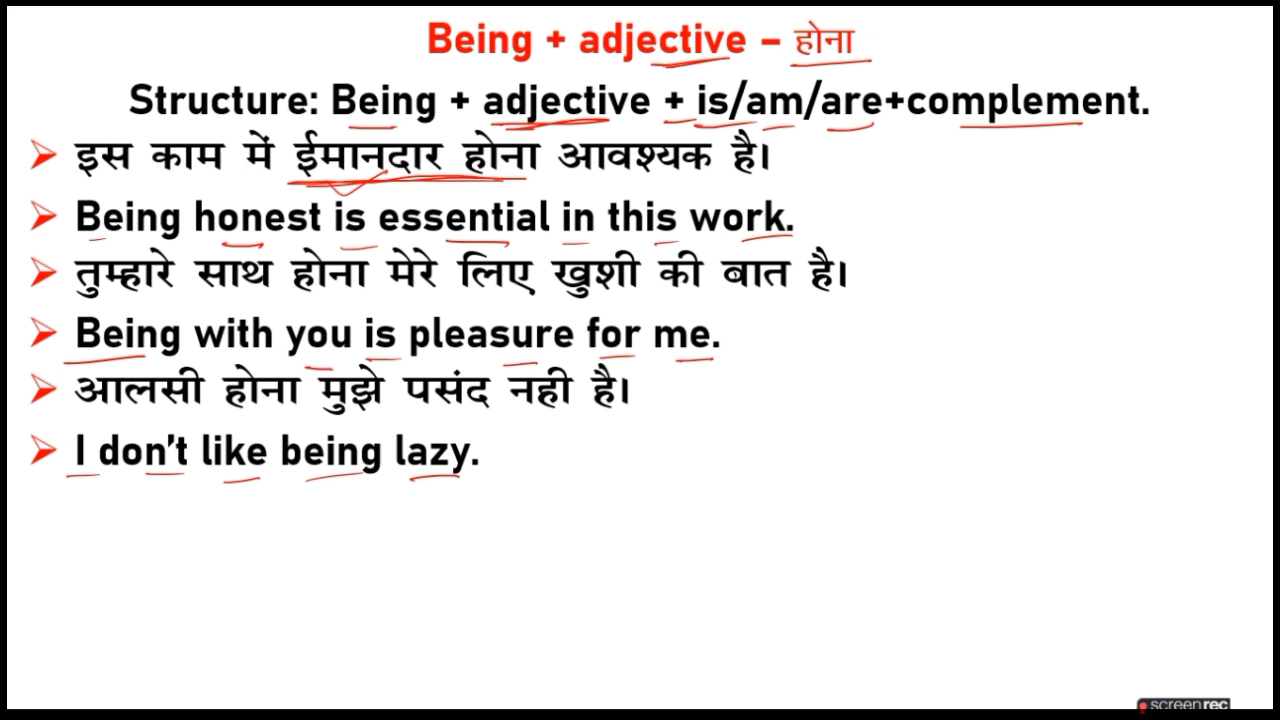 Being + adjective – होना
Structure: Being + adjective + is/am/are+complement.
➢ इस काम में ईमानदार होना आवश्यक है।
➢ Being honest is essential in this work.
➢ तुम्हारे साथ होना मेरे लिए खुशी की बात है।
➢ Being with you is pleasure for me.
➢ आलसी होना मुझे पसंद नही है।
➢ I don't like being lazy.
screenrec